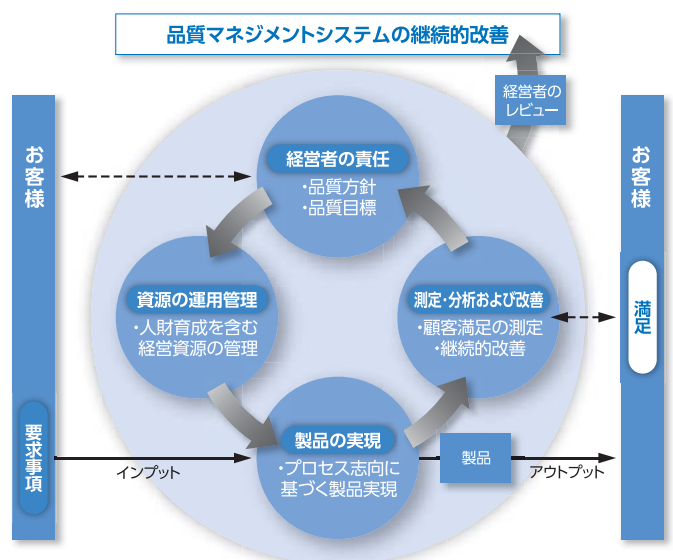 品質マネジメントシステムの継続的改善
経営者の
レビュー
お客様
お客様
経営者の責任
・品質方針
・品質目標
資源の運用管理
・人財育成を含む
経営資源の管理
測定・分析および改善
・顧客満足の測定
・継続的改善
満足
製品の実現
・プロセス志向に
基づく製品実現
要求事項
インプット
製品
アウトプット